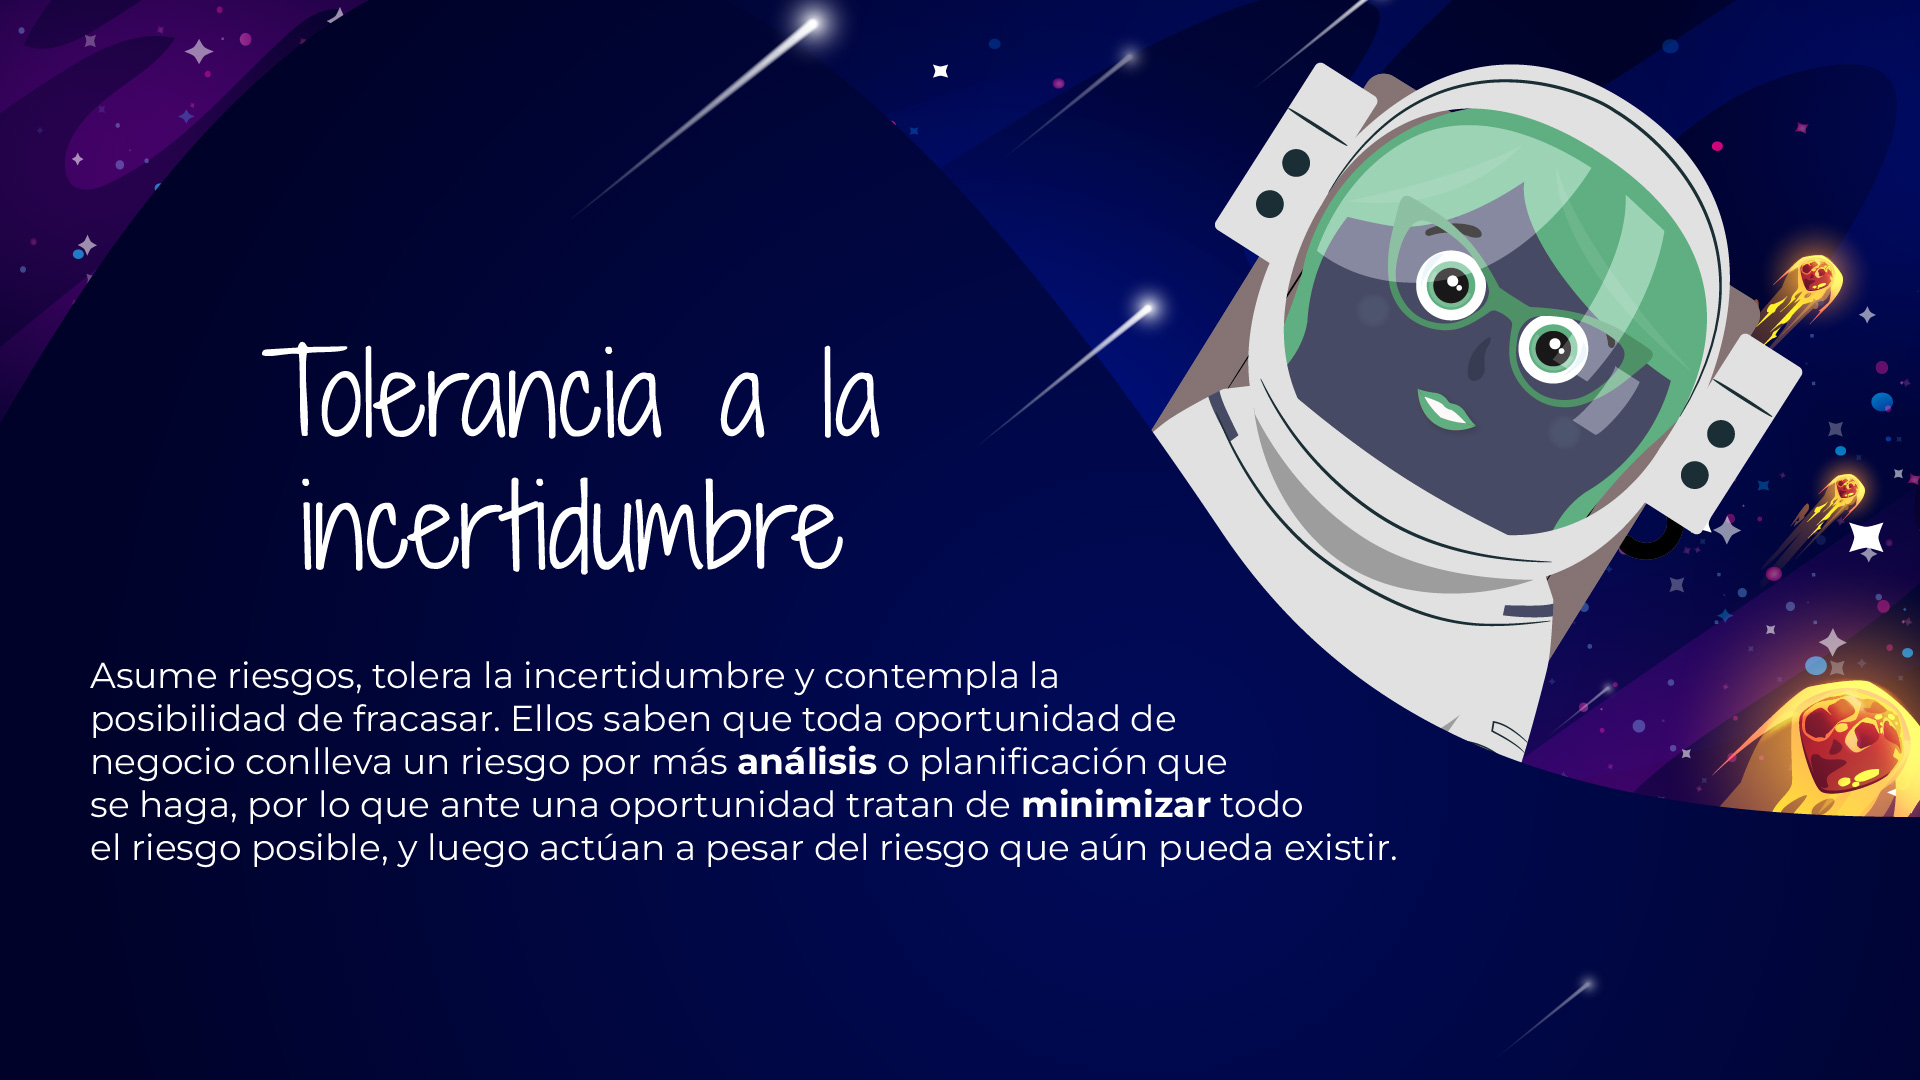 Tolerancia a la
incertidumbre
Asume riesgos, tolera la incertidumbre y contempla la
posibilidad de fracasar. Ellos saben que toda oportunidad de
negocio conlleva un riesgo por más análisis o planificación que
se haga, por lo que ante una oportunidad tratan de minimizar todo
el riesgo posible, y luego actúan a pesar del riesgo que aún pueda existir.